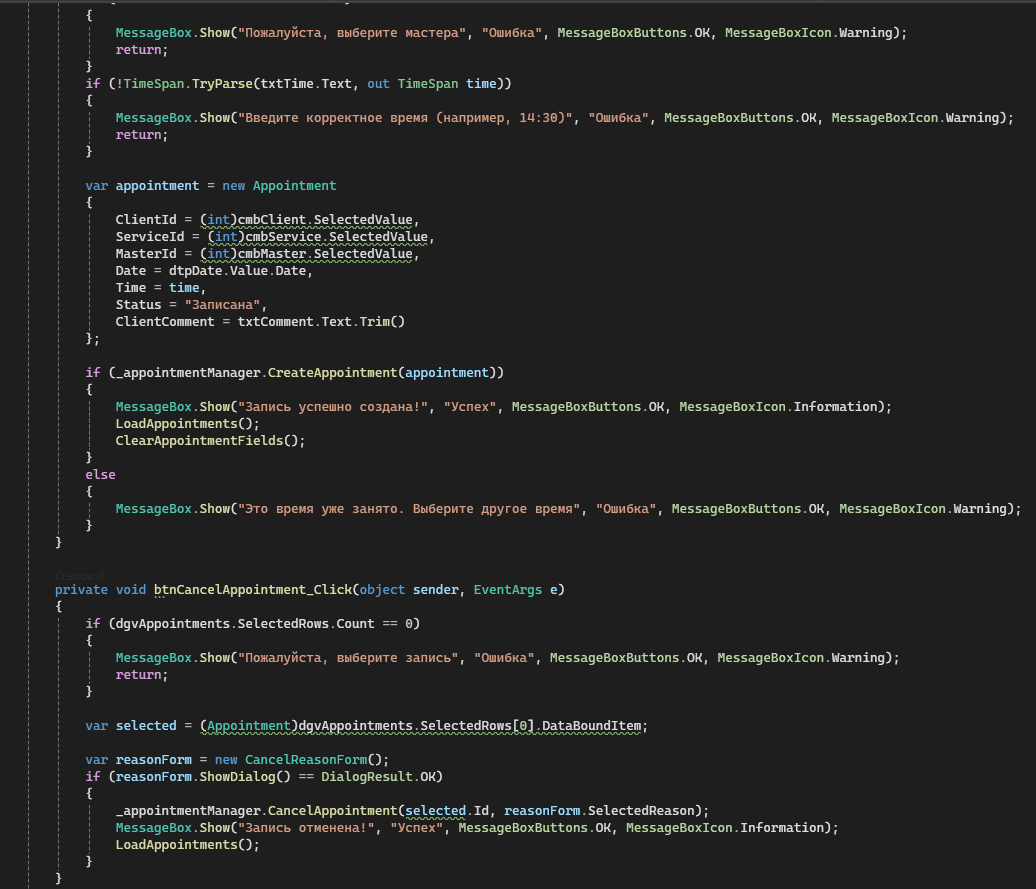 {
MessageBox.Show("Пожалуйста, выберите мастера", "Ошибка", MessageBoxButtons.OK, MessageBoxIcon.Warning);
return;
}
if (!TimeSpan.TryParse(txtTime.Text, out TimeSpan time))
{
MessageBox.Show("Введите корректное время (например, 14:30)", "Ошибка", MessageBoxButtons.OK, MessageBoxIcon.Warning);
return;
}
var appointment = new Appointment
{
ClientId = (int)cmbClient.SelectedValue,
ServiceId = (int)cmbService.SelectedValue,
MasterId = (int)cmbMaster.SelectedValue,
Date = dtpDate.Value.Date,
Time = time,
Status = "Записана",
ClientComment = txtComment.Text.Trim()
};
if (_appointmentManager.CreateAppointment(appointment))
{
MessageBox.Show("Запись успешно создана!", "Успех", MessageBoxButtons.OK, MessageBoxIcon.Information);
LoadAppointments();
ClearAppointmentFields();
}
else
{
MessageBox.Show("Это время уже занято. Выберите другое время", "Ошибка", MessageBoxButtons.OK, MessageBoxIcon.Warning);
}
}
Ссылок: 0
private void btnCancelAppointment_Click(object sender, EventArgs e)
{
if (dgvAppointments.SelectedRows.Count == 0)
{
MessageBox.Show("Пожалуйста, выберите запись", "Ошибка", MessageBoxButtons.OK, MessageBoxIcon.Warning);
return;
}
var selected = (Appointment)dgvAppointments.SelectedRows[0].DataBoundItem;
var reasonForm = new CancelReasonForm();
if (reasonForm.ShowDialog() == DialogResult.OK)
{
_appointmentManager.CancelAppointment(selected.Id, reasonForm.SelectedReason);
MessageBox.Show("Запись отменена!", "Успех", MessageBoxButtons.OK, MessageBoxIcon.Information);
LoadAppointments();
}
}